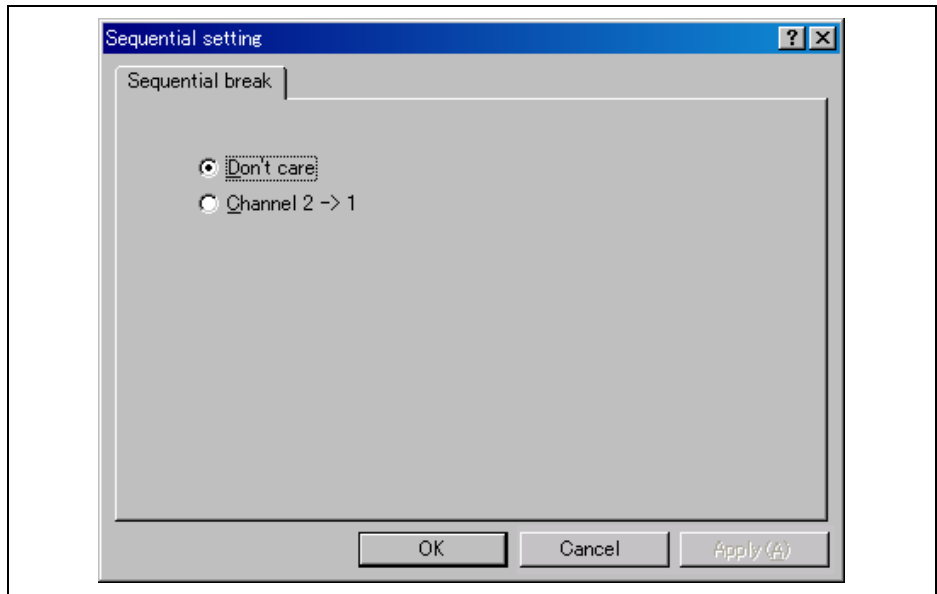 Sequential setting
Sequential break
Don't care
Channel 2 -> 1
OK
Cancel
Apply (A)